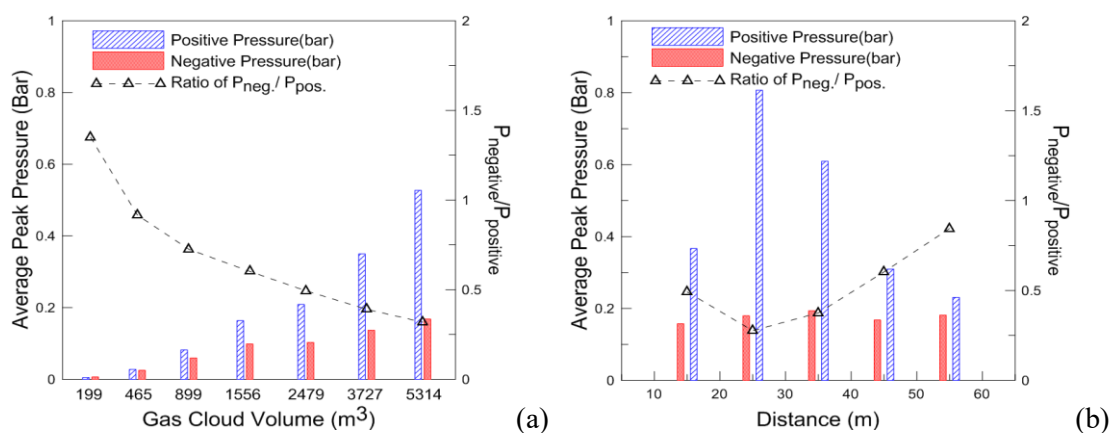 Average Peak Pressure (Bar)
1
0.8
0.6
0.4
0.2
0
Positive Pressure(bar)
Negative Pressure(bar)
Ratio of Pneg./ Ppos.
2
1.5
1
0.5
0
Pnegative/Ppositive
199 465 899 1556 2479 3727 5314
Gas Cloud Volume (m³)
(a)
Average Peak Pressure (Bar)
1
0.8
0.6
0.4
0.2
0
Positive Pressure(bar)
Negative Pressure(bar)
Ratio of Pneg./ Ppos.
2
1.5
1
0.5
0
Pnegative/Ppositive
10 20 30 40 50 60
Distance (m)
(b)